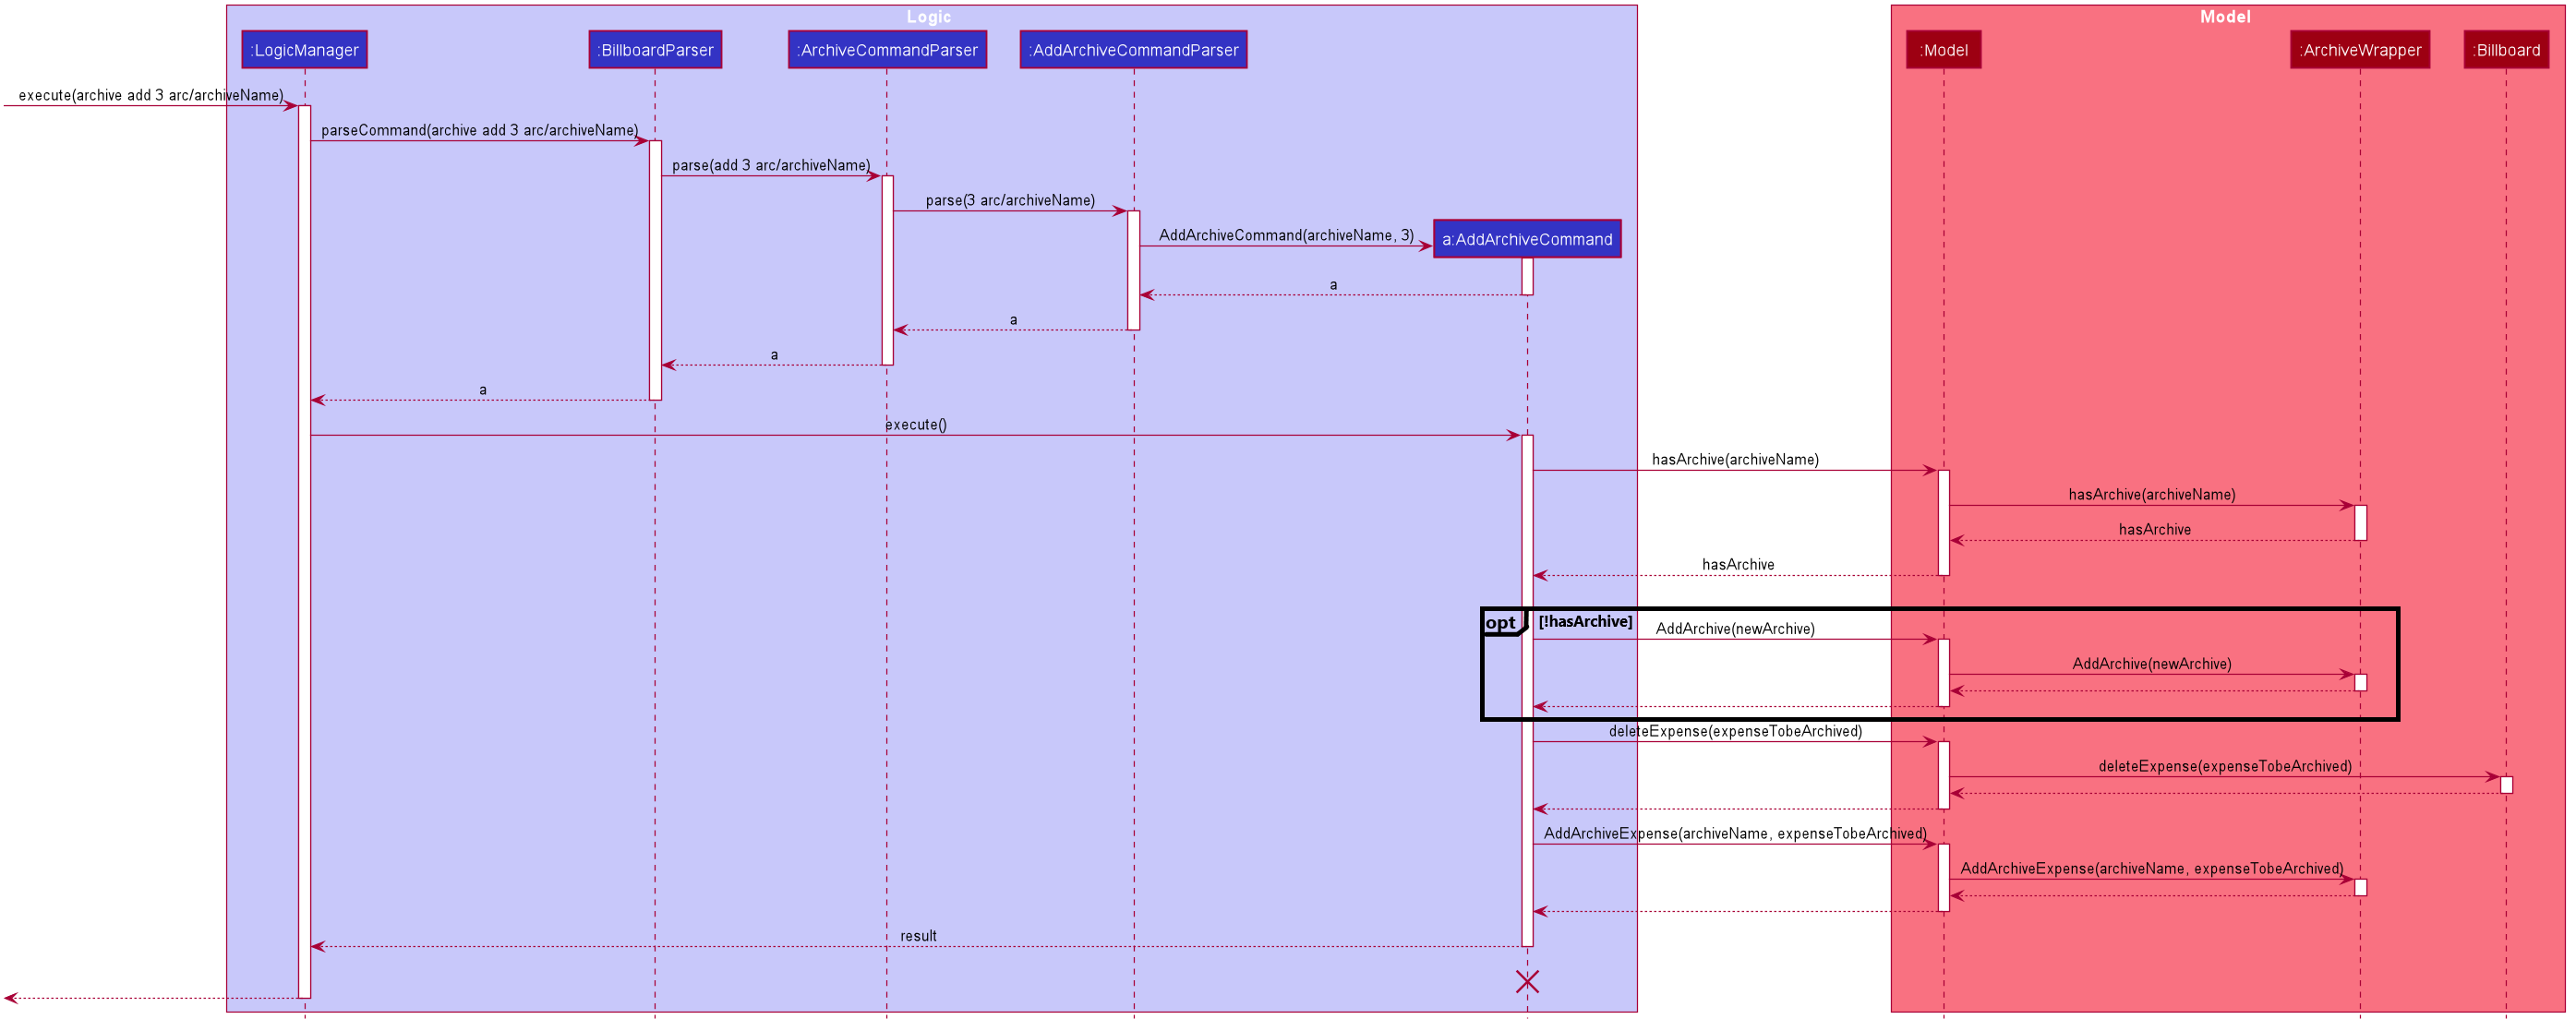 Logic
Model
:LogicManager
:BillboardParser
:ArchiveCommandParser
:AddArchiveCommandParser
:Model
:ArchiveWrapper
:Billboard
execute(archive add 3 arc/archiveName)
parseCommand(archive add 3 arc/archiveName)
parse(add 3 arc/archiveName)
parse(3 arc/archiveName)
AddArchiveCommand(archiveName, 3)
a:AddArchiveCommand
a
a
a
a
execute()
hasArchive(archiveName)
hasArchive(archiveName)
hasArchive
hasArchive
opt
[!hasArchive]
AddArchive(newArchive)
AddArchive(newArchive)
deleteExpense(expenseTobeArchived)
deleteExpense(expenseTobeArchived)
AddArchiveExpense(archiveName, expenseTobeArchived)
AddArchiveExpense(archiveName, expenseTobeArchived)
result